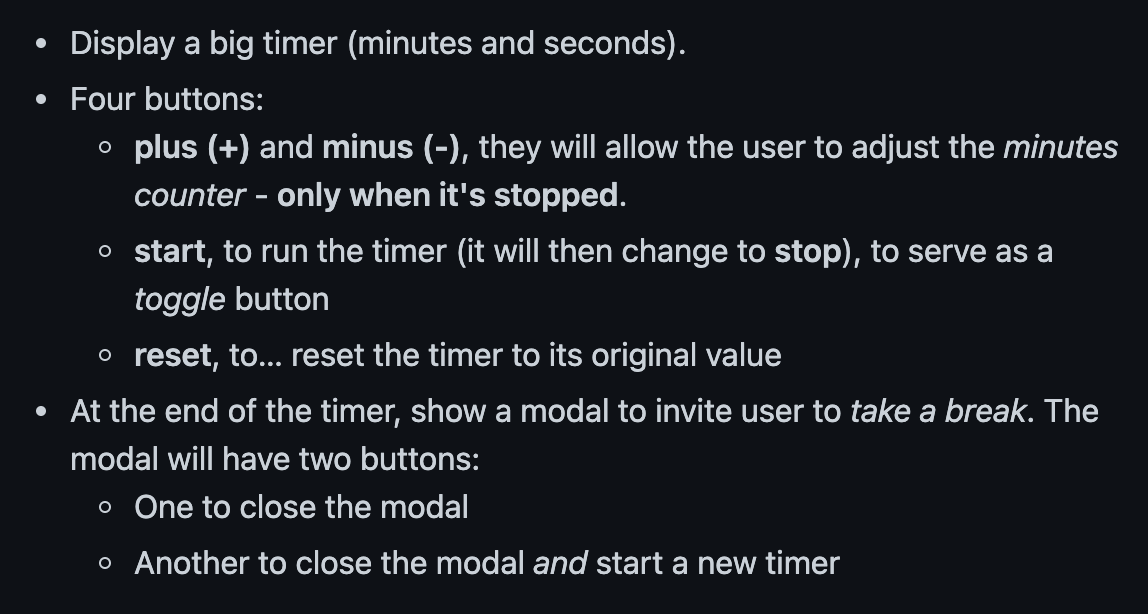 • Display a big timer (minutes and seconds).
• Four buttons:
◦ plus (+) and minus (-), they will allow the user to adjust the minutes
counter - only when it's stopped.
◦ start, to run the timer (it will then change to stop), to serve as a
toggle button
◦ reset, to... reset the timer to its original value
• At the end of the timer, show a modal to invite user to take a break. The
modal will have two buttons:
◦ One to close the modal
◦ Another to close the modal and start a new timer